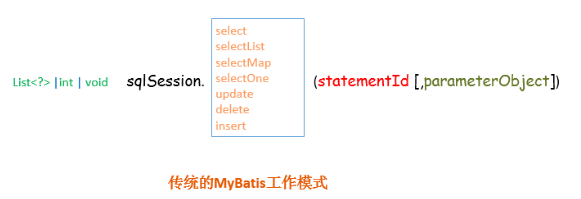 select
selectList
selectMap
List<?> |int | void sqlSession. selectOne (statementId [,parameterObject])
update
delete
insert
传统的MyBatis工作模式